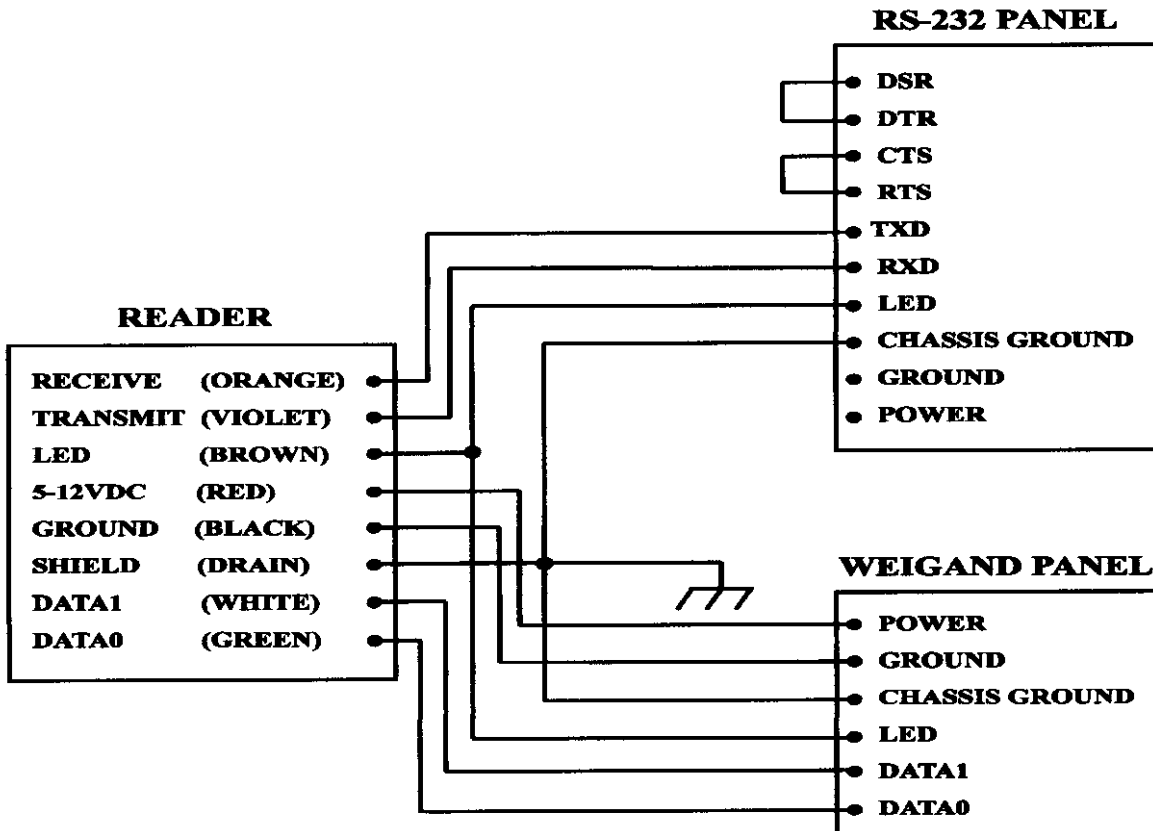 RS-232 PANEL
DSR
DTR
CTS
RTS
TXD
RXD
LED
CHASSIS GROUND
GROUND
POWER
READER
RECEIVE (ORANGE)
TRANSMIT (VIOLET)
LED (BROWN)
5-12VDC (RED)
GROUND (BLACK)
SHIELD (DRAIN)
DATA1 (WHITE)
DATA0 (GREEN)
WEIGAND PANEL
POWER
GROUND
CHASSIS GROUND
LED
DATA1
DATA0